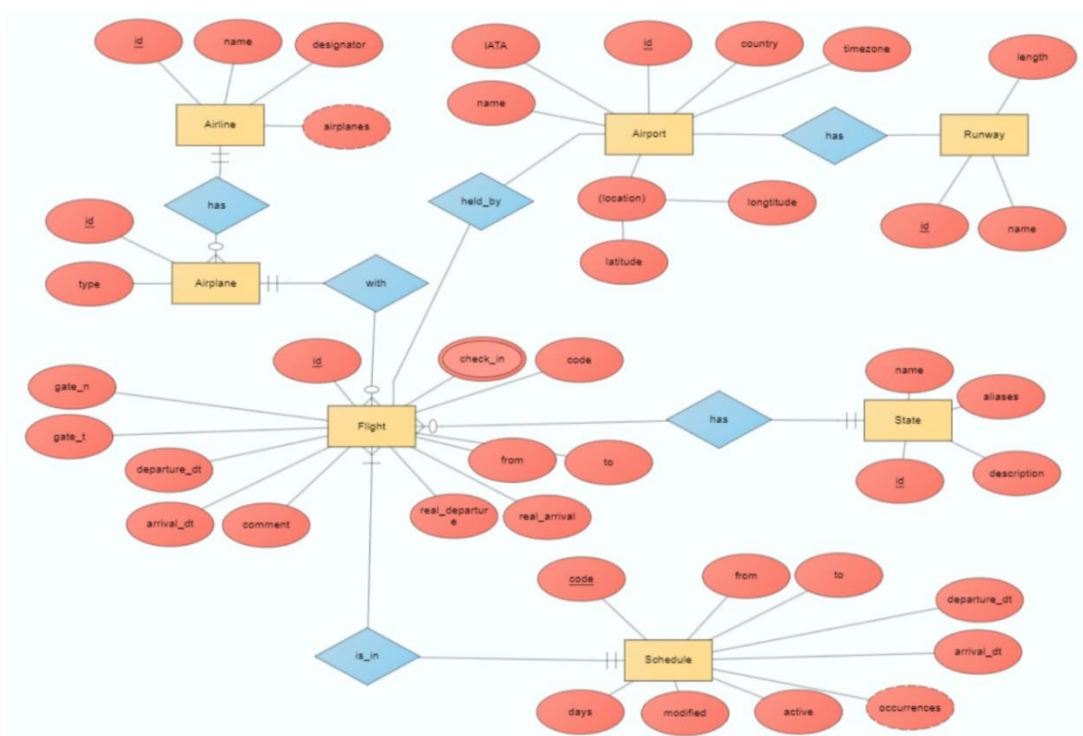 id
name
designator
Airline
airplanes
has
id
type
Airplane
with
IATA
id
country
timezone
name
Airport
has
length
Runway
id
name
held_by
(location)
longtitude
latitude
id
check_in
code
gate_n
gate_t
Flight
departure_dt
arrival_dt
comment
real_departur
e
real_arrival
from
to
has
name
aliases
State
id
description
is_in
code
from
to
departure_dt
arrival_dt
Schedule
days
modified
active
occurrences